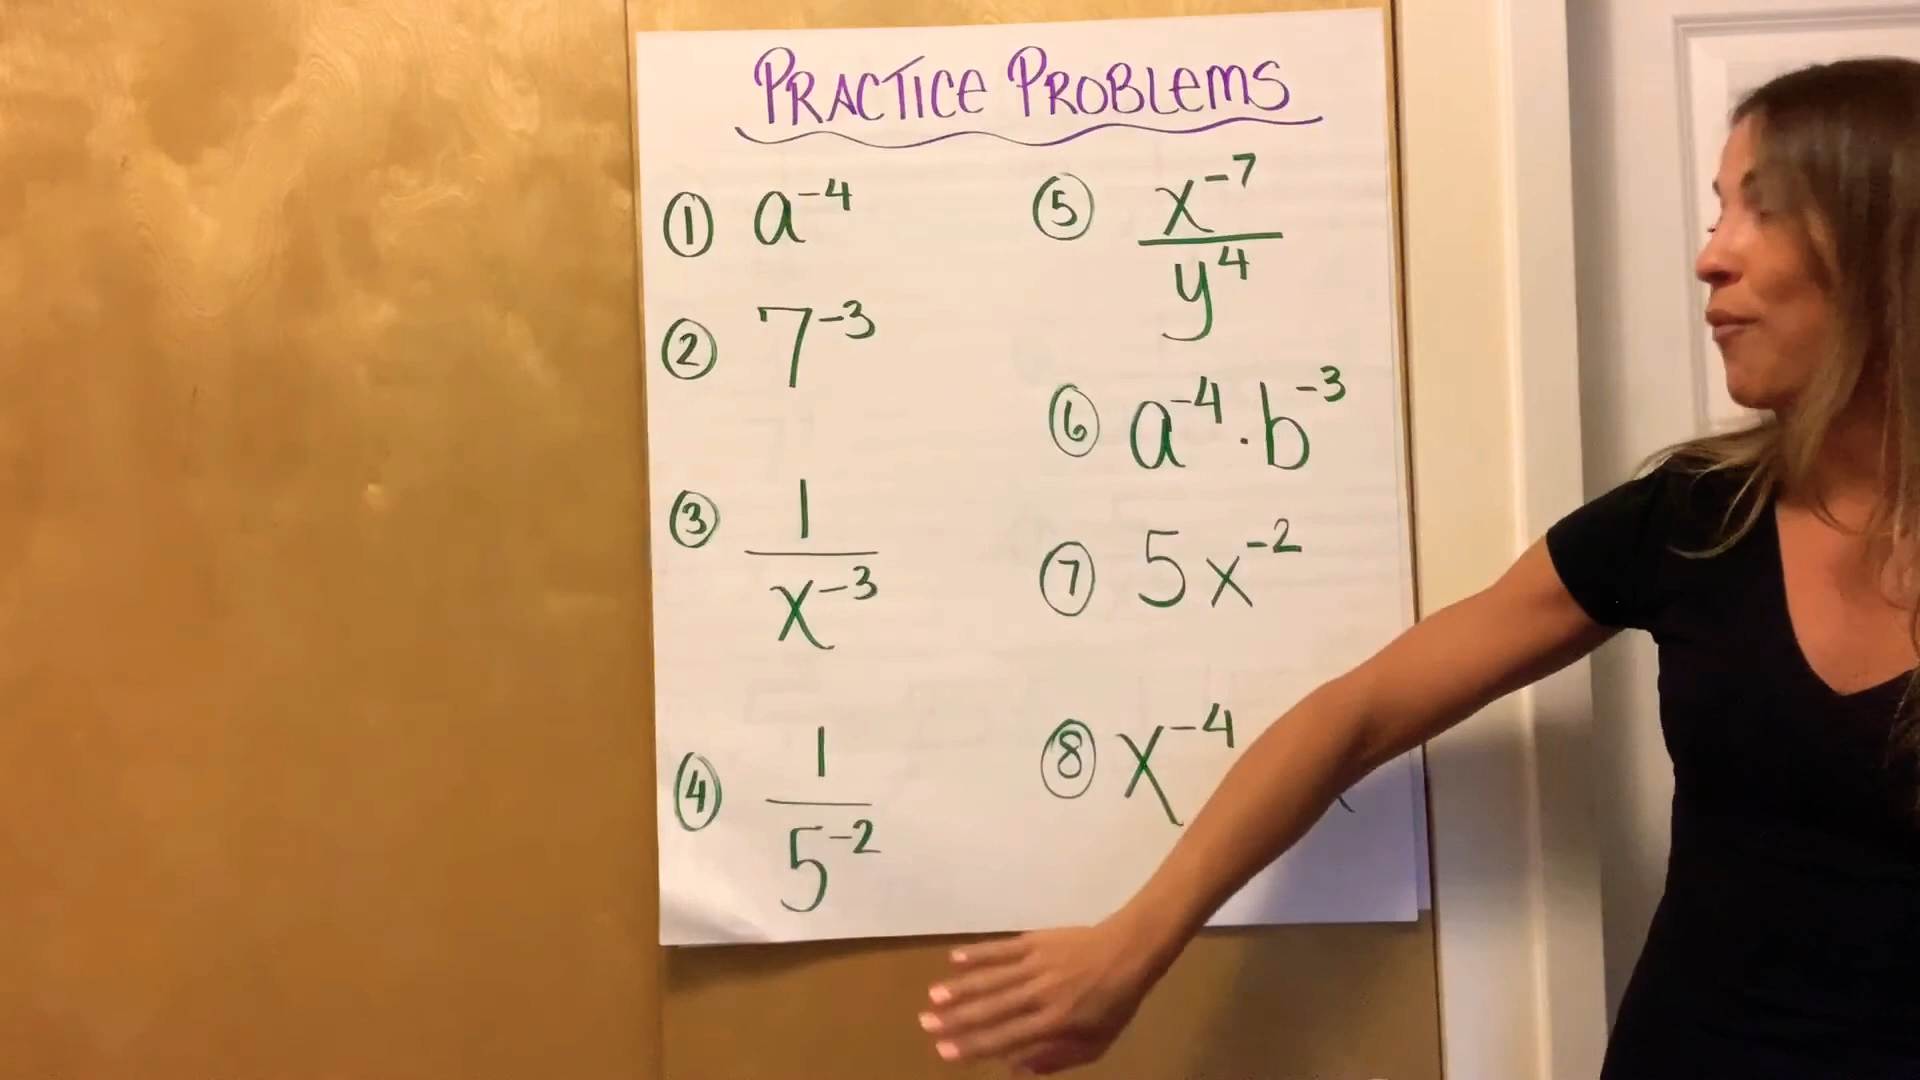 PRACTICE PROBLEMS
① a⁻⁴
② 7⁻³
③ 1/x⁻³
④ 1/5⁻²
⑤ x⁻⁷/y⁴
⑥ a⁻⁴ · b⁻³
⑦ 5x⁻²
⑧ x⁻⁴